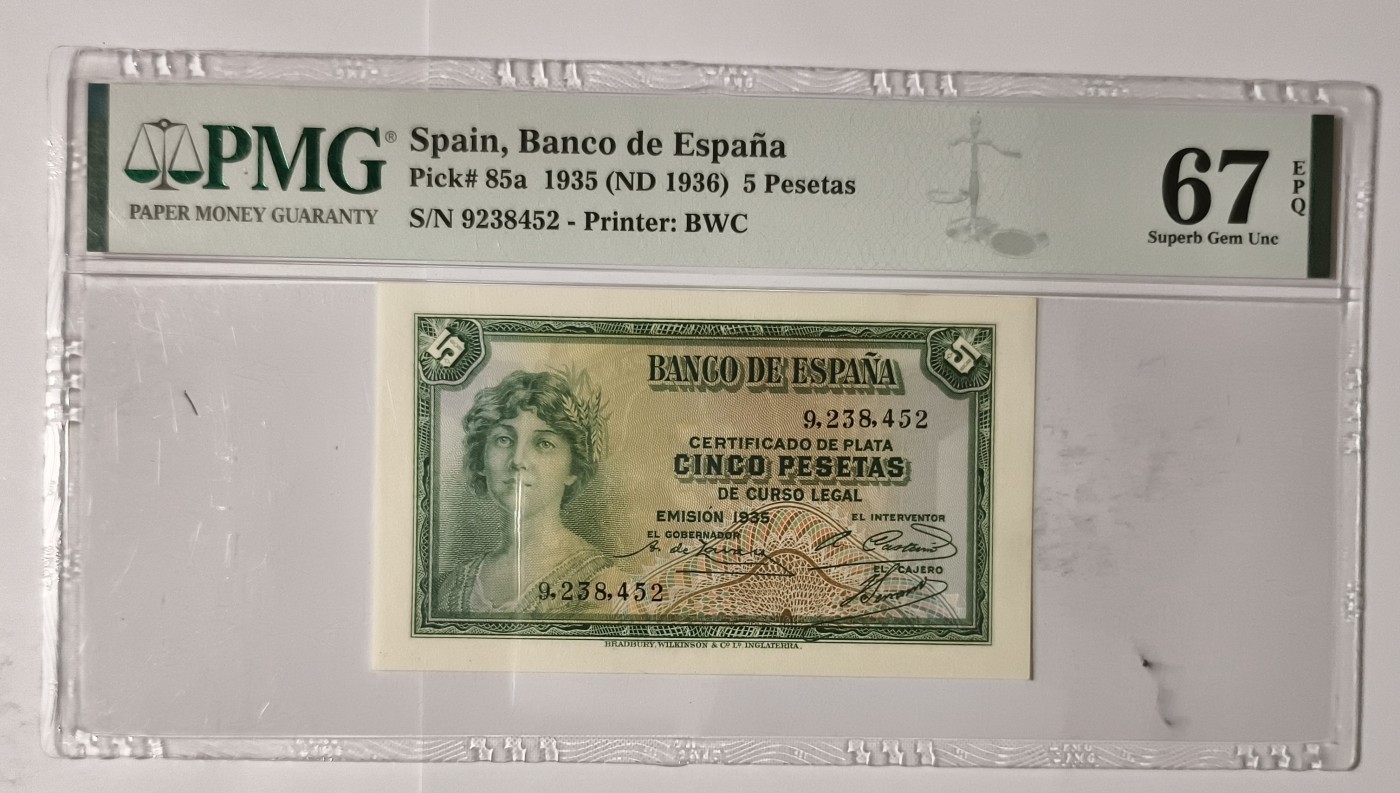 PMG®
PAPER MONEY GUARANTY
Spain, Banco de España
Pick# 85a 1935 (ND 1936) 5 Pesetas
S/N 9238452 - Printer: BWC
67
EPQ
Superb Gem Unc
5
5
BANCO DE ESPAÑA
9,238,452
CERTIFICADO DE PLATA
CINCO PESETAS
DE CURSO LEGAL
EMISIÓN 1935
EL INTERVENTOR
EL GOBERNADOR
EL CAJERO
9,238,452
BRADBURY, WILKINSON & Cº Lº INGLATERRA.